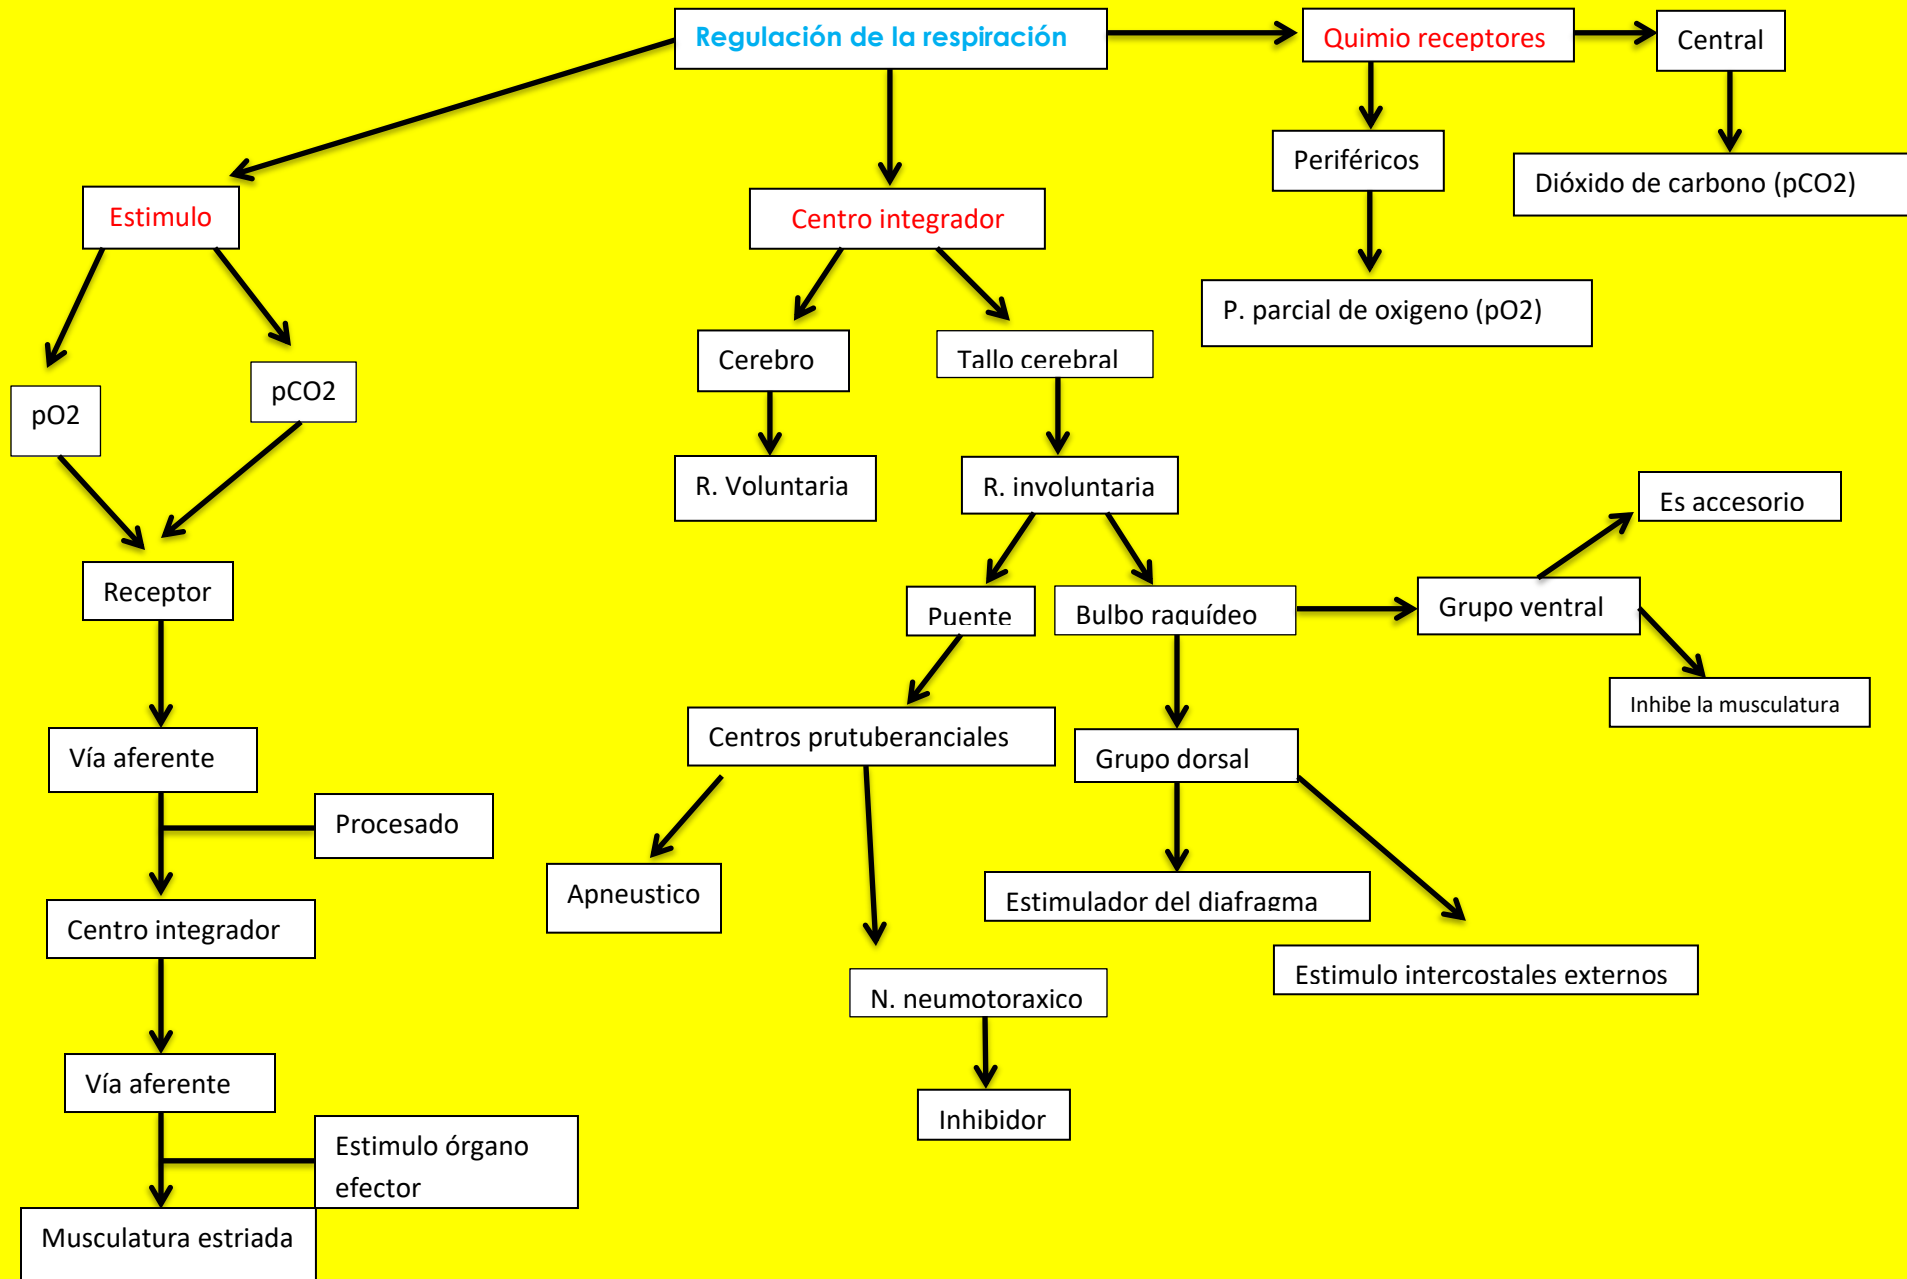 Regulación de la respiración
Quimio receptores
Central
Periféricos
Dióxido de carbono (pCO2)
Estimulo
Centro integrador
P. parcial de oxigeno (pO2)
Cerebro
Tallo cerebral
pO2
pCO2
R. Voluntaria
R. involuntaria
Es accesorio
Receptor
Puente
Bulbo raquídeo
Grupo ventral
Inhibe la musculatura
Vía aferente
Centros prutuberanciales
Grupo dorsal
Procesado
Apneustico
Estimulador del diafragma
Centro integrador
Estimulo intercostales externos
N. neumotoraxico
Vía aferente
Inhibidor
Estimulo órgano
efector
Musculatura estriada